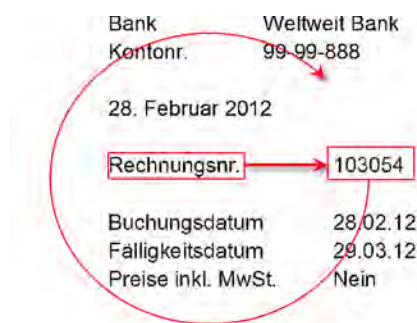 Bank Weltweit Bank
Kontonr. 99-99-888
28. Februar 2012
Rechnungsnr. 103054
Buchungsdatum 28.02.12
Fälligkeitsdatum 29.03.12
Preise inkl. MwSt. Nein